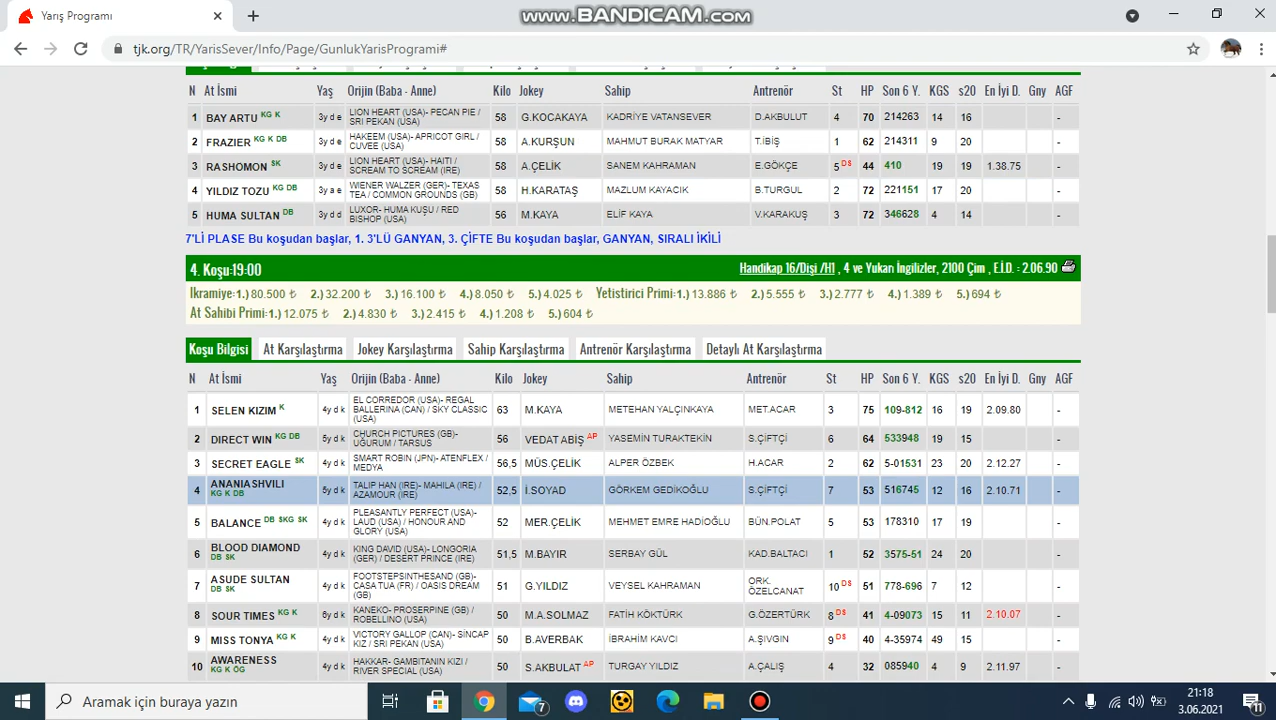 Yarış Programı
www.BANDICAM.com
tjk.org/TR/YarisSever/Info/Page/GunlukYarisProgrami#
N At İsmi Yaş Orijin (Baba - Anne) Kilo Jokey Sahip Antrenör St HP Son 6 Y. KGS s20 En İyi D. Gny AGF
1 BAY ARTU KG K 3y d e LION HEART (USA)- PECAN PIE / SRI PEKAN (USA) 58 G.KOCAKAYA KADRİYE VATANSEVER D.AKBULUT 4 70 214263 14 16 -
2 FRAZIER KG K DB 3y d e HAKEEM (USA)- APRICOT GIRL / CUVEE (USA) 58 A.KURŞUN MAHMUT BURAK MATYAR T.İBİŞ 1 62 214311 9 20 -
3 RASHOMON SK 3y d e LION HEART (USA)- HAITI / SCREAM TO SCREAM (IRE) 58 A.ÇELİK SANEM KAHRAMAN E.GÖKÇE 5 DS 44 410 19 19 1.38.75 -
4 YILDIZ TOZU KG DB 3y a e WIENER WALZER (GER)- TEXAS TEA / COMMON GROUNDS (GB) 58 H.KARATAŞ MAZLUM KAYACIK B.TURGUL 2 72 221151 17 20 -
5 HUMA SULTAN DB 3y d d LUXOR- HUMA KUŞU / RED BISHOP (USA) 56 M.KAYA ELİF KAYA V.KARAKUŞ 3 72 346628 4 14 -
7'Lİ PLASE Bu koşudan başlar, 1. 3'LÜ GANYAN, 3. ÇİFTE Bu koşudan başlar, GANYAN, SIRALI İKİLİ
4. Koşu:19:00 Handikap 16/Dişi /H1 , 4 ve Yukarı İngilizler, 2100 Çim , E.İ.D. : 2.06.90
Ikramiye:1.) 80.500 ₺ 2.) 32.200 ₺ 3.) 16.100 ₺ 4.) 8.050 ₺ 5.) 4.025 ₺ Yetistirici Primi:1.) 13.886 ₺ 2.) 5.555 ₺ 3.) 2.777 ₺ 4.) 1.389 ₺ 5.) 694 ₺
At Sahibi Primi:1.) 12.075 ₺ 2.) 4.830 ₺ 3.) 2.415 ₺ 4.) 1.208 ₺ 5.) 604 ₺
Koşu Bilgisi At Karşılaştırma Jokey Karşılaştırma Sahip Karşılaştırma Antrenör Karşılaştırma Detaylı At Karşılaştırma
N At İsmi Yaş Orijin (Baba - Anne) Kilo Jokey Sahip Antrenör St HP Son 6 Y. KGS s20 En İyi D. Gny AGF
1 SELEN KIZIM K 4y d k EL CORREDOR (USA)- REGAL BALLERINA (CAN) / SKY CLASSIC (USA) 63 M.KAYA METEHAN YALÇINKAYA MET.ACAR 3 75 109-812 16 19 2.09.80 -
2 DIRECT WIN KG DB 5y d k CHURCH PICTURES (GB)- UĞURUM / TARSUS 56 VEDAT ABİŞ AP YASEMİN TURAKTEKİN S.ÇİFTÇİ 6 64 533948 19 15 -
3 SECRET EAGLE SK 4y d k SMART ROBIN (JPN)- ATENFLEX / MEDYA 56,5 MÜS.ÇELİK ALPER ÖZBEK H.ACAR 2 62 5-01531 23 20 2.12.27 -
4 ANANIASHVILI KG K DB 5y d k TALIP HAN (IRE)- MAHILA (IRE) / AZAMOUR (IRE) 52,5 İ.SOYAD GÖRKEM GEDİKOĞLU S.ÇİFTÇİ 7 53 516745 12 16 2.10.71 -
5 BALANCE DB SKG SK 4y d k PLEASANTLY PERFECT (USA)- LAUD (USA) / HONOUR AND GLORY (USA) 52 MER.ÇELİK MEHMET EMRE HADİOĞLU BÜN.POLAT 5 53 178310 17 19 -
6 BLOOD DIAMOND DB SK 4y d k KING DAVID (USA)- LONGORIA (GER) / DESERT PRINCE (IRE) 51,5 M.BAYIR SERBAY GÜL KAD.BALTACI 1 52 3575-51 24 20 -
7 ASUDE SULTAN DB SK 4y d k FOOTSTEPSINTHESAND (GB)- CASA TUA (FR) / OASIS DREAM (GB) 51 G.YILDIZ VEYSEL KAHRAMAN ORK. ÖZELCANAT 10 DS 51 778-696 7 12 -
8 SOUR TIMES KG K 6y d k KANEKO- PROSERPINE (GB) / ROBELLINO (USA) 50 M.A.SOLMAZ FATİH KÖKTÜRK G.ÖZERTÜRK 8 DS 41 4-09073 15 11 2.10.07 -
9 MISS TONYA KG K 4y d k VICTORY GALLOP (CAN)- SİNCAP KIZ / SRI PEKAN (USA) 50 B.AVERBAK İBRAHİM KAVCI A.ŞIVGIN 9 DS 40 4-35974 49 15 -
10 AWARENESS KG K ÖG 4y d k HAKKAR- GAMBITANIN KIZI / RIVER SPECIAL (USA) 50 S.AKBULAT AP TURGAY YILDIZ A.ÇALIŞ 4 32 085940 4 9 2.11.97 -
Aramak için buraya yazın
7
21:18
3.06.2021
11